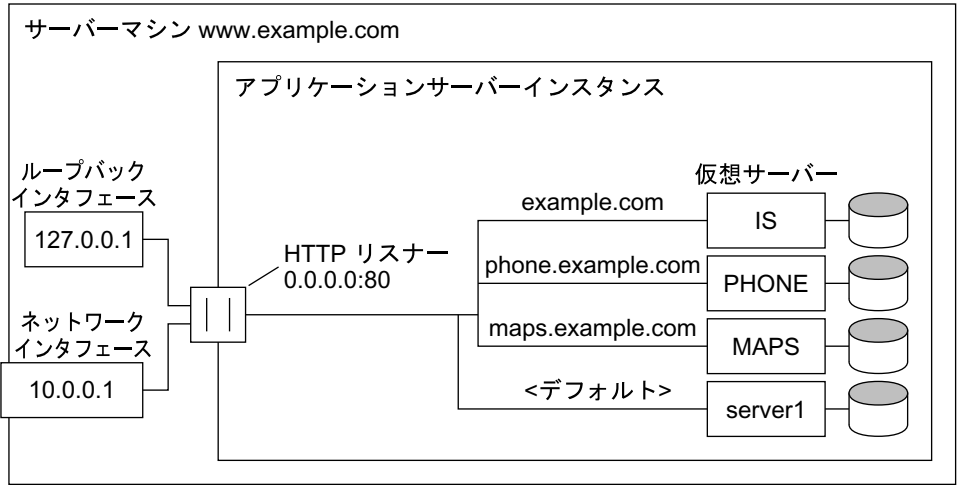 サーバーマシン www.example.com
アプリケーションサーバーインスタンス
ループバック
インタフェース
127.0.0.1
ネットワーク
インタフェース
10.0.0.1
HTTP リスナー
0.0.0.0:80
仮想サーバー
example.com
IS
phone.example.com
PHONE
maps.example.com
MAPS
<デフォルト>
server1